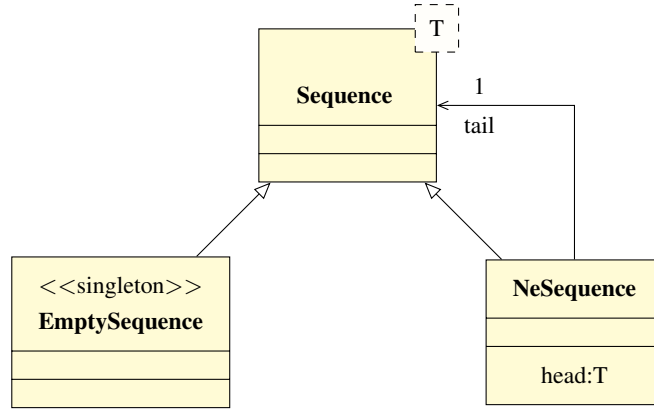 T
Sequence
1
tail
<<singleton>>
EmptySequence
NeSequence
head:T